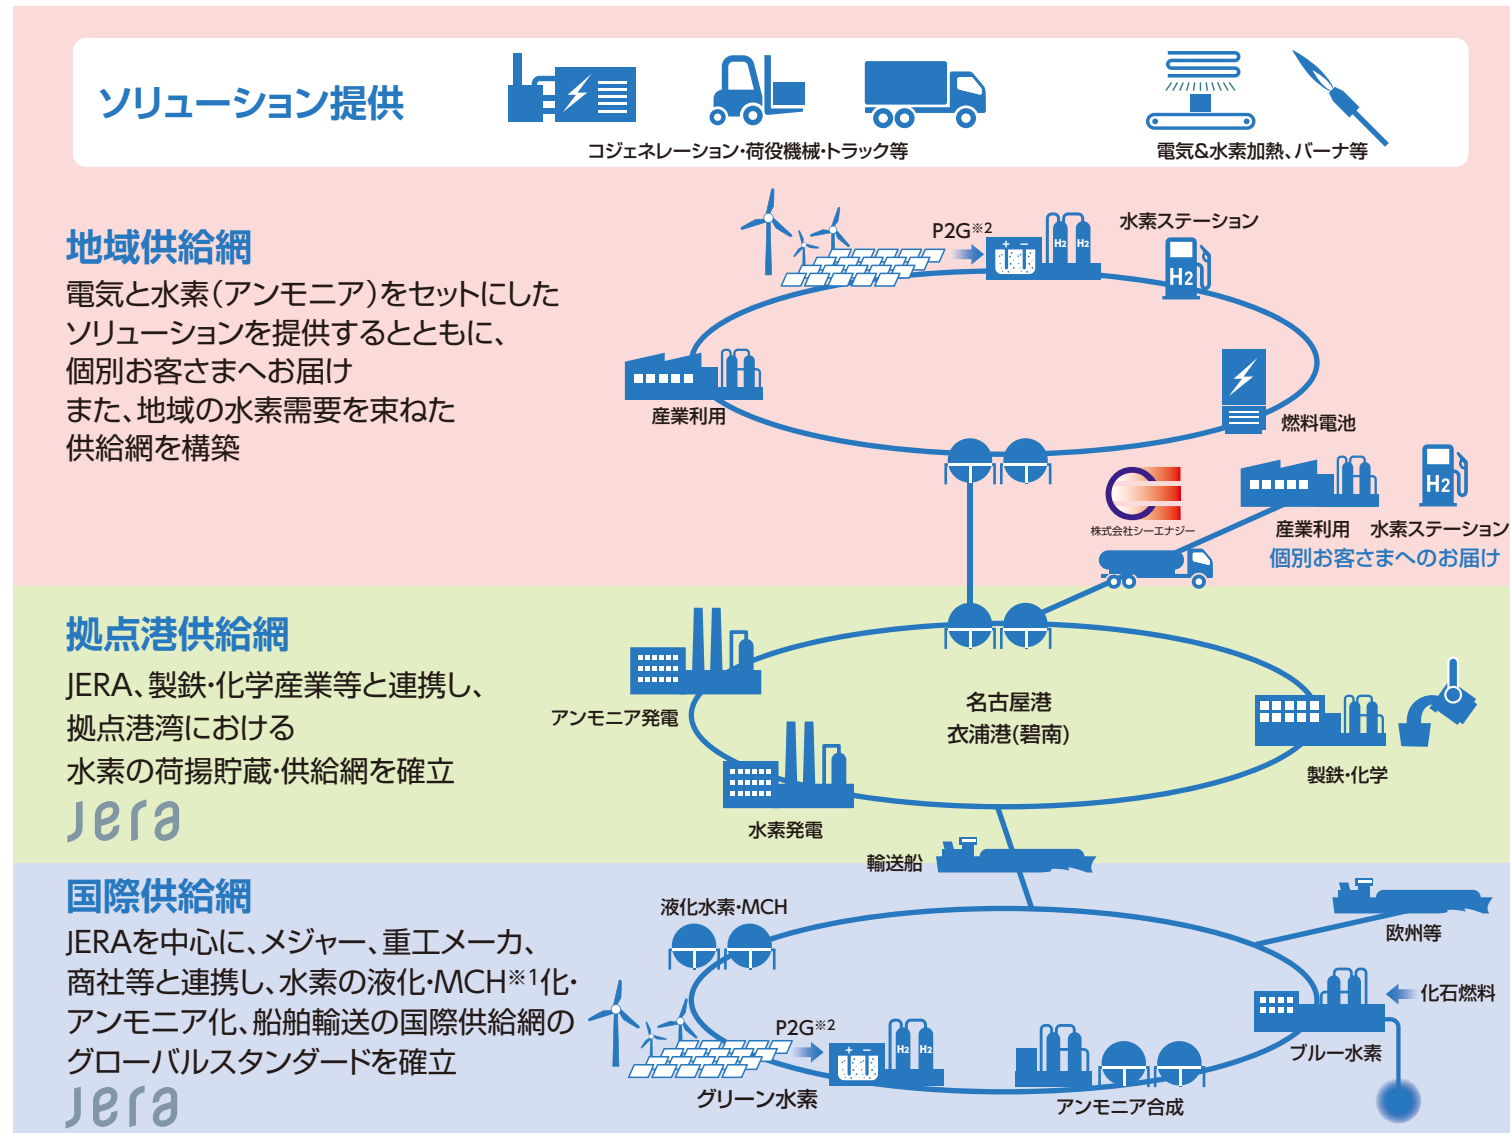 ソリューション提供
コジェネレーション・荷役機械・トラック等
電気&水素加熱、バーナ等
地域供給網
電気と水素（アンモニア）をセットにした
ソリューションを提供するとともに、
個別お客さまへお届け
また、地域の水素需要を束ねた
供給網を構築
P2G※2
H2 H2
水素ステーション
H2
産業利用
燃料電池
株式会社シーエナジー
H2
産業利用
水素ステーション
個別お客さまへのお届け
拠点港供給網
JERA、製鉄・化学産業等と連携し、
拠点港湾における
水素の荷揚貯蔵・供給網を確立
Jera
アンモニア発電
水素発電
名古屋港
衣浦港(碧南)
製鉄・化学
輸送船
国際供給網
JERAを中心に、メジャー、重工メーカ、
商社等と連携し、水素の液化・MCH※1化・
アンモニア化、船舶輸送の国際供給網の
グローバルスタンダードを確立
Jera
液化水素・MCH
欧州等
化石燃料
P2G※2
H2 H2
グリーン水素
アンモニア合成
ブルー水素